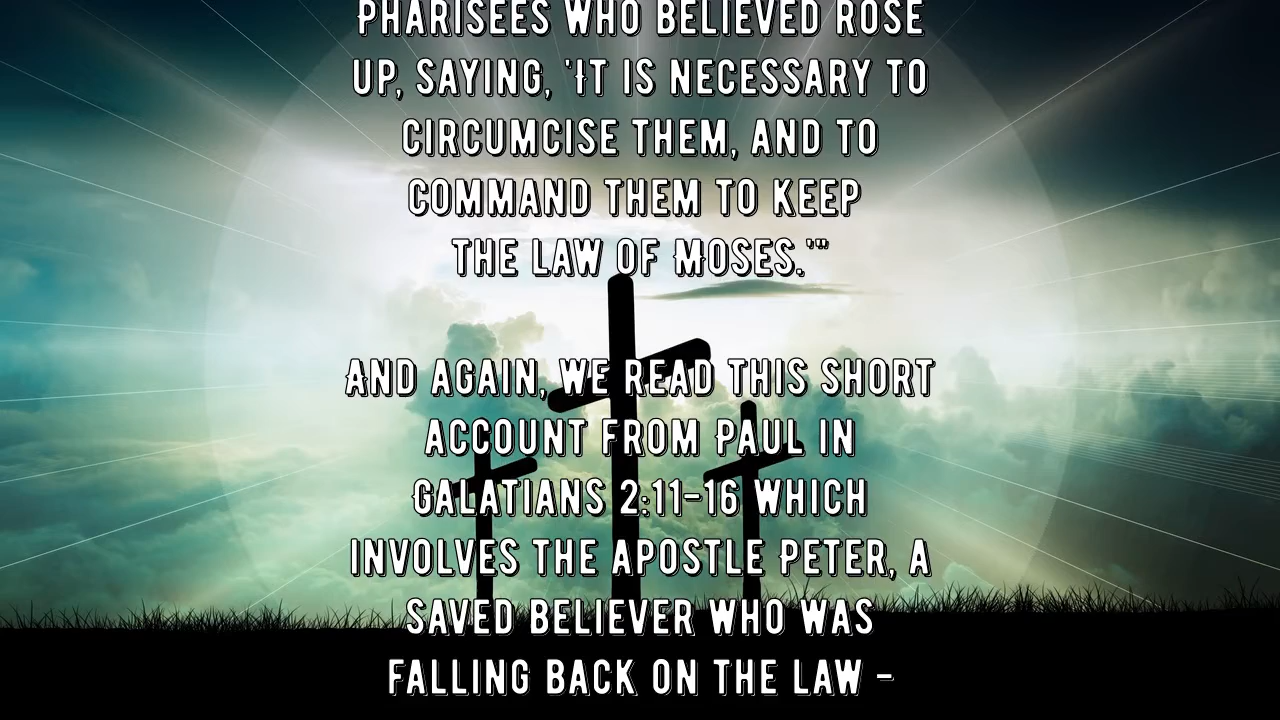 PHARISEES WHO BELIEVED ROSE
UP, SAYING, 'IT IS NECESSARY TO
CIRCUMCISE THEM, AND TO
COMMAND THEM TO KEEP
THE LAW OF MOSES.'"
AND AGAIN, WE READ THIS SHORT
ACCOUNT FROM PAUL IN
GALATIANS 2:11-16 WHICH
INVOLVES THE APOSTLE PETER, A
SAVED BELIEVER WHO WAS
FALLING BACK ON THE LAW -